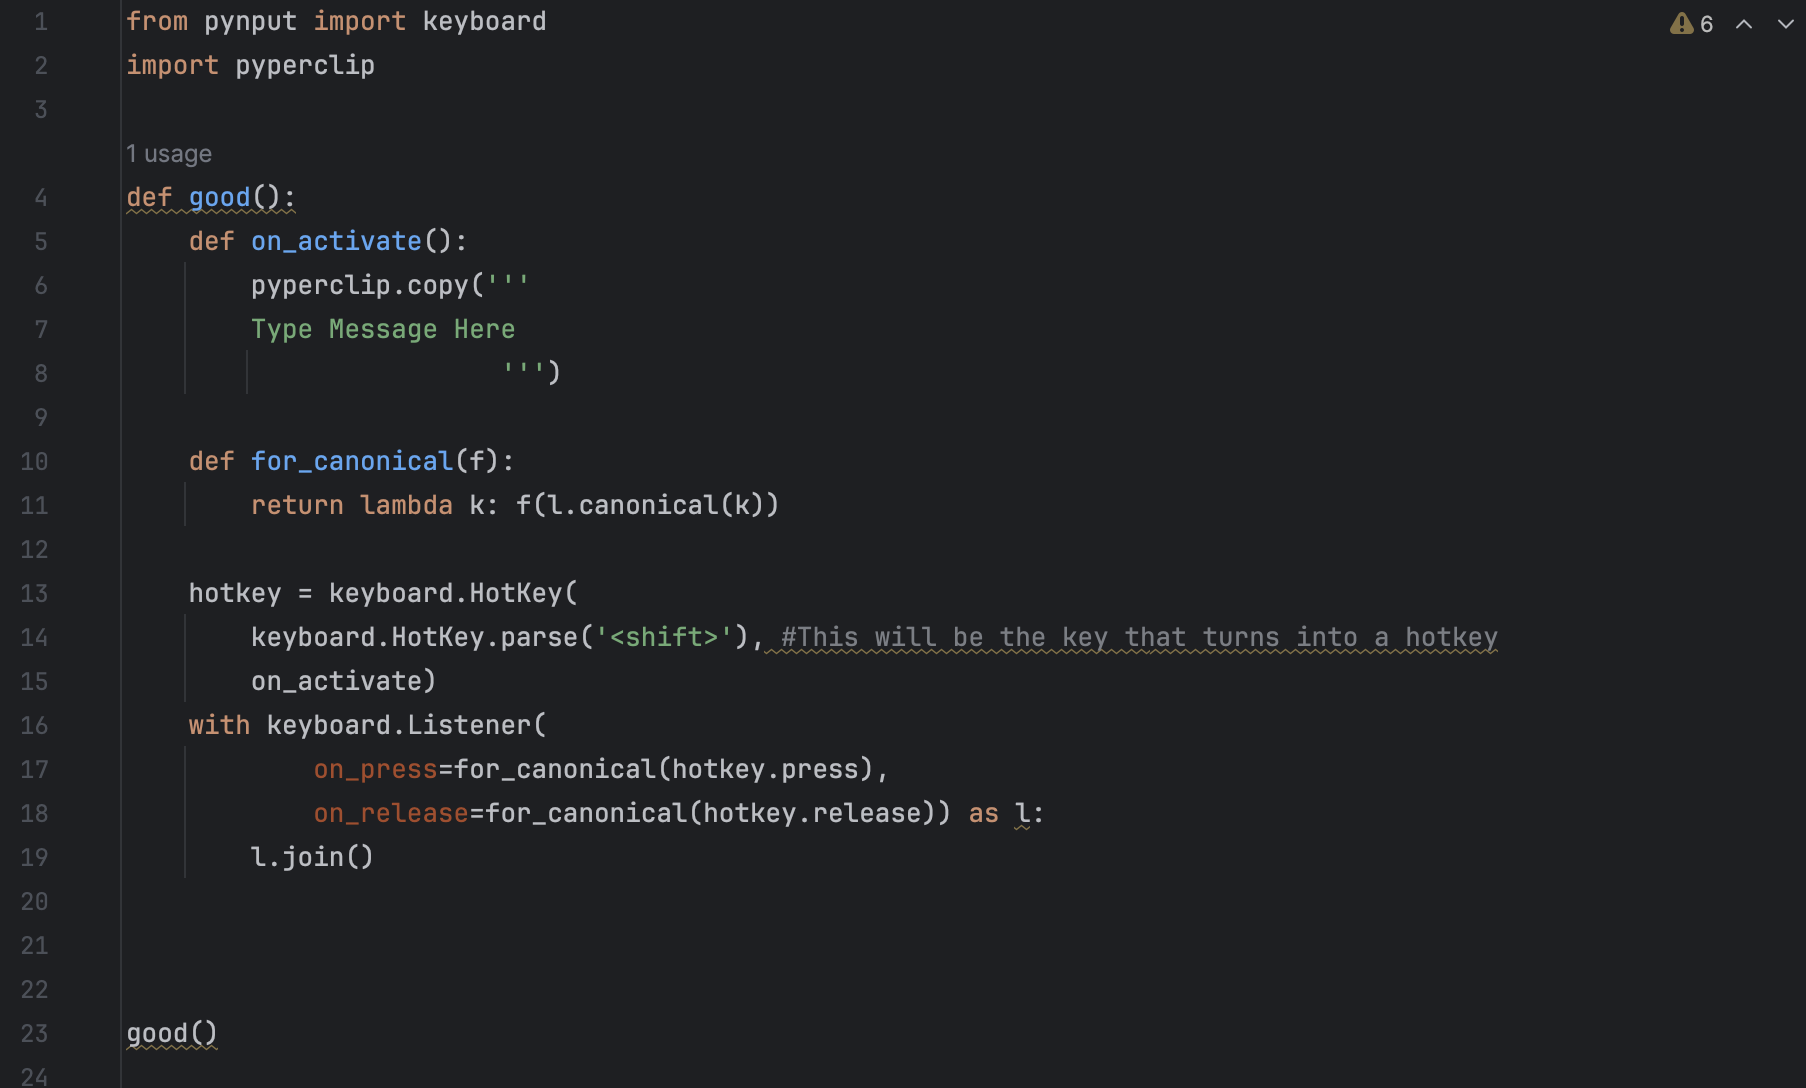 1 from pynput import keyboard
6
2 import pyperclip
3
1 usage
4 def good():
5     def on_activate():
6         pyperclip.copy('''
7         Type Message Here
8                         ''')
9
10     def for_canonical(f):
11         return lambda k: f(l.canonical(k))
12
13     hotkey = keyboard.HotKey(
14         keyboard.HotKey.parse('<shift>'), #This will be the key that turns into a hotkey
15         on_activate)
16     with keyboard.Listener(
17             on_press=for_canonical(hotkey.press),
18             on_release=for_canonical(hotkey.release)) as l:
19         l.join()
20
21
22
23 good()
24